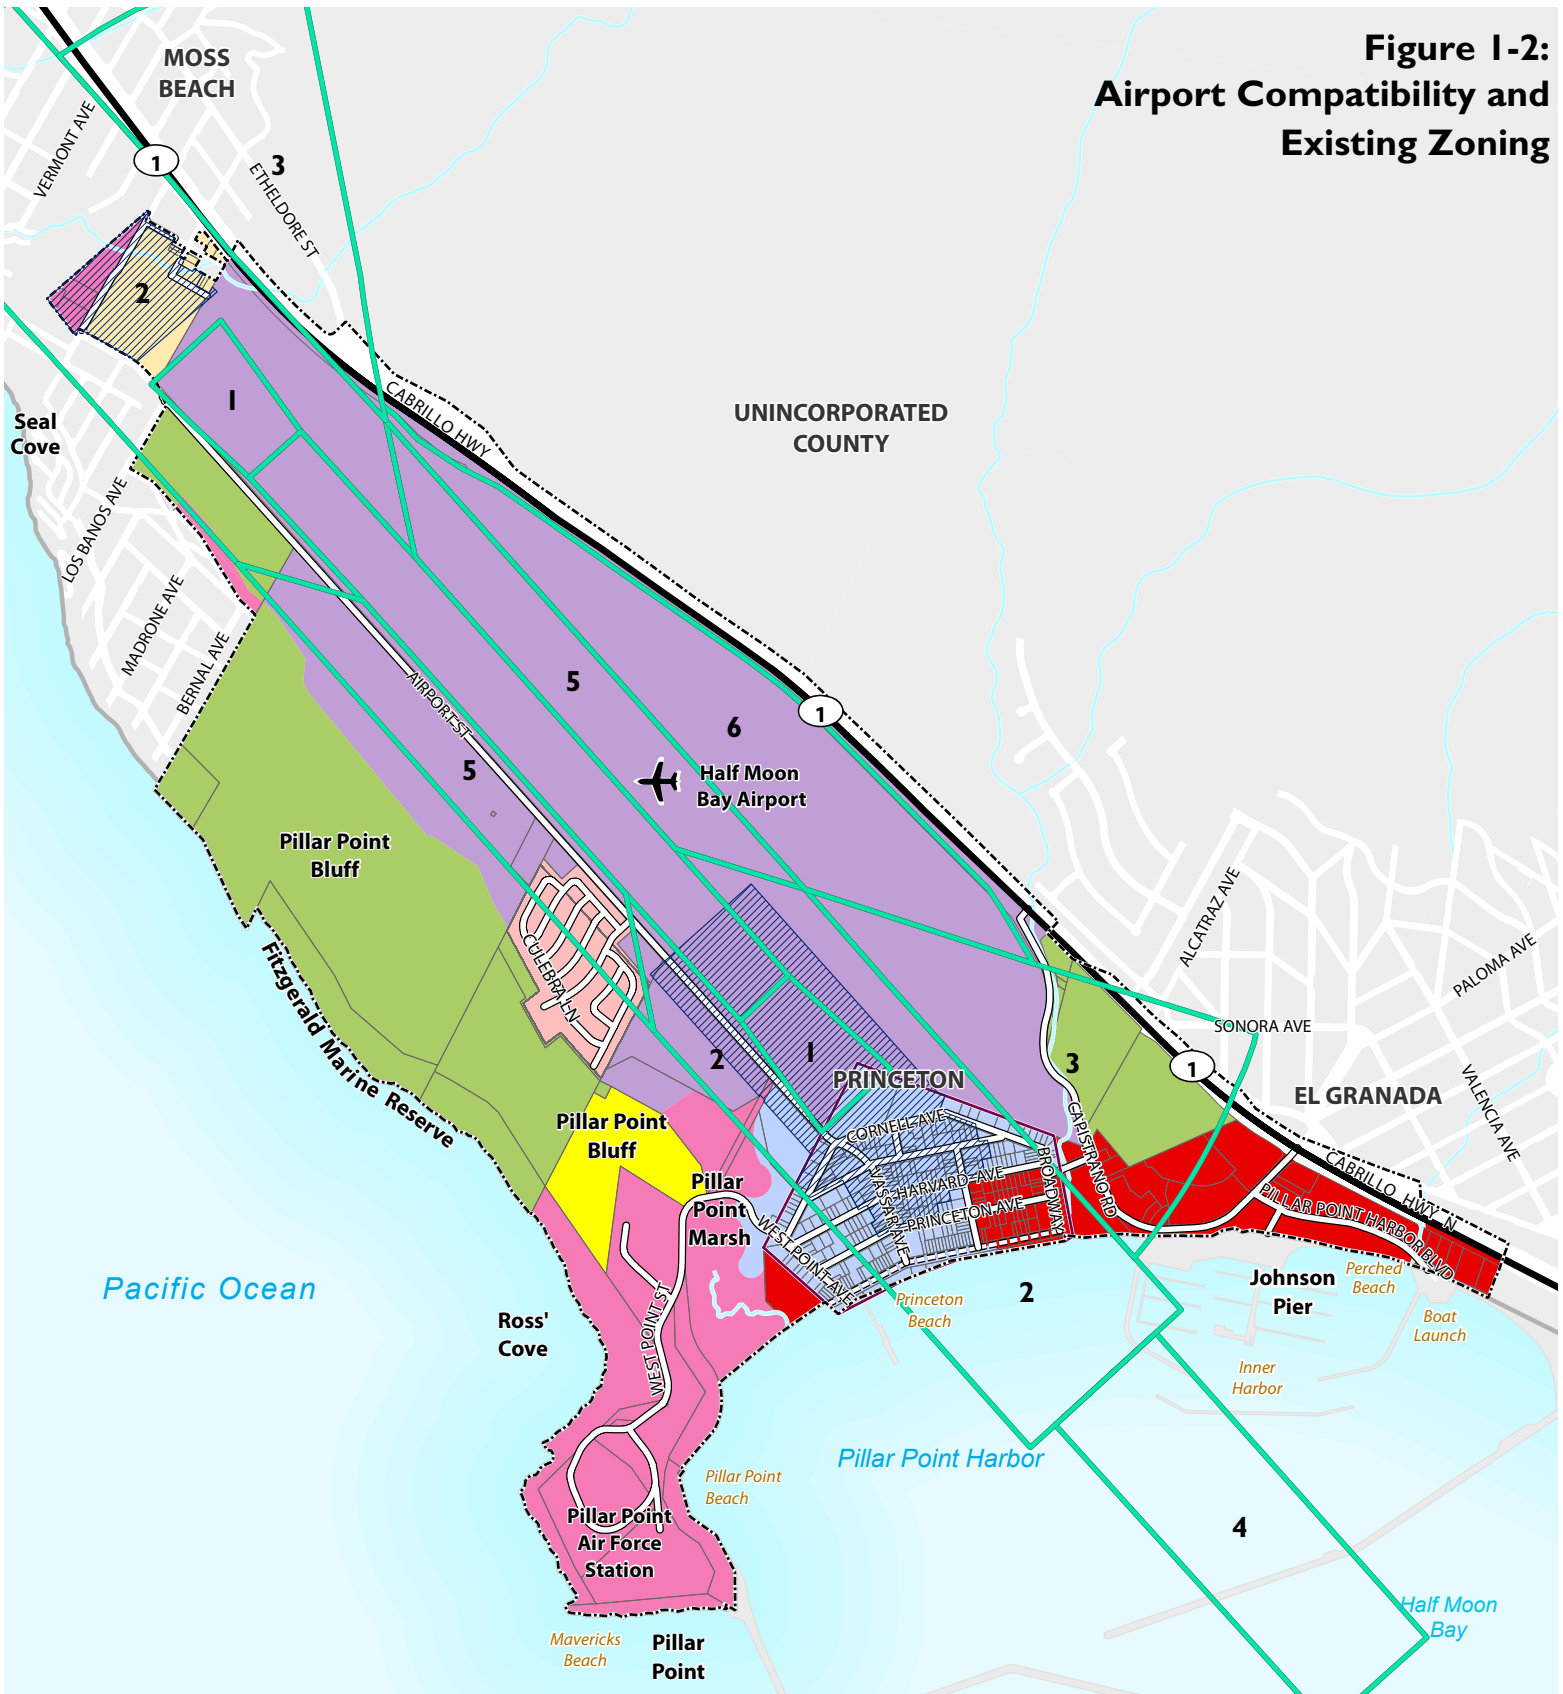 Figure 1-2:
Airport Compatibility and
Existing Zoning
MOSS
BEACH
VERMONT AVE
1
3
ETHELDORE ST
2
1
CABRILLO HWY
UNINCORPORATED
COUNTY
Seal
Cove
LOS BANOS AVE
MADRONE AVE
BERNAL AVE
AIRPORT ST
5
6
1
5
Half Moon
Bay Airport
Pillar Point
Bluff
CULEBRA LN
ALCATRAZ AVE
PALOMA AVE
Fitzgerald Marine Reserve
SONORA AVE
2
1
3
1
PRINCETON
EL GRANADA
VALENCIA AVE
Pillar Point
Bluff
CORNELL AVE
CAPISTRANO RD
BROADWAY
CABRILLO HWY N
HARVARD AVE
VASSAR AVE
PRINCETON AVE
PILLAR POINT HARBOR BLVD
Pillar
Point
Marsh
WEST POINT AVE
Pacific Ocean
2
Princeton
Beach
Johnson
Pier
Perched
Beach
Boat
Launch
Ross'
Cove
WEST POINT ST
Inner
Harbor
Pillar Point Harbor
Pillar Point
Beach
Pillar Point
Air Force
Station
4
Half Moon
Bay
Mavericks
Beach
Pillar
Point